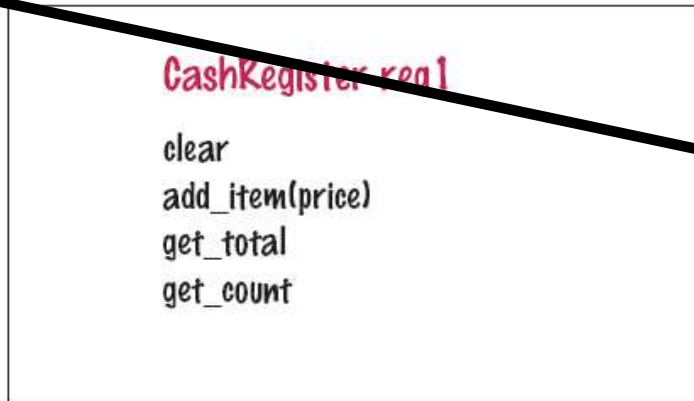 CashRegister reg1
clear
add_item(price)
get_total
get_count